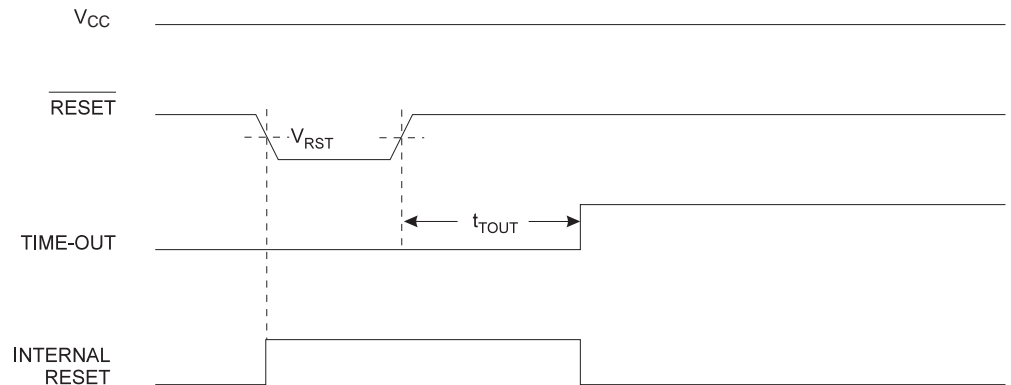 VCC
RESET
VRST
tTOUT
TIME-OUT
INTERNAL
RESET